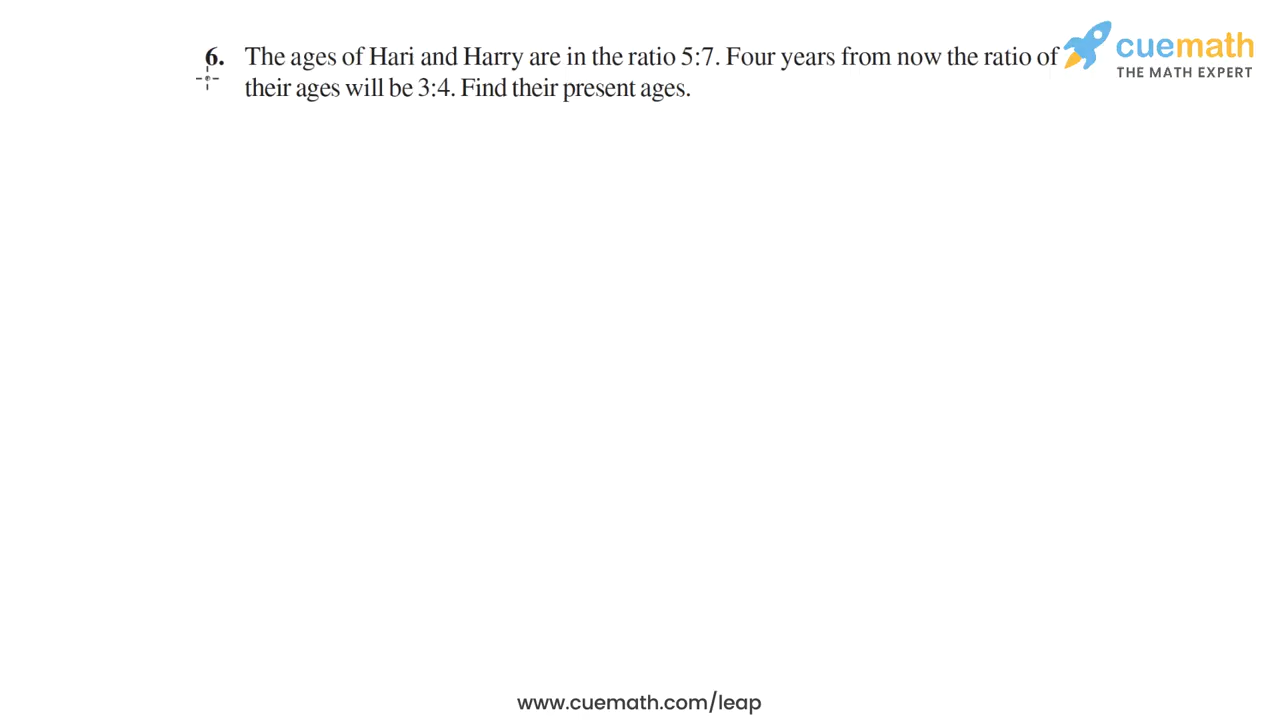 6. The ages of Hari and Harry are in the ratio 5:7. Four years from now the ratio of
their ages will be 3:4. Find their present ages.
cuemath
THE MATH EXPERT
www.cuemath.com/leap